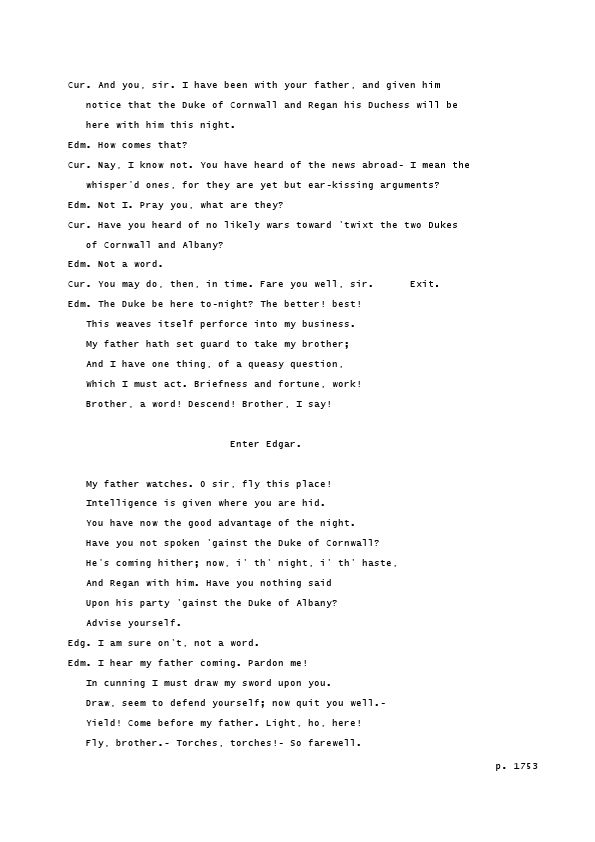 Cur. And you, sir. I have been with your father, and given him
notice that the Duke of Cornwall and Regan his Duchess will be
here with him this night.
Edm. How comes that?
Cur. Nay, I know not. You have heard of the news abroad- I mean the
whisper'd ones, for they are yet but ear-kissing arguments?
Edm. Not I. Pray you, what are they?
Cur. Have you heard of no likely wars toward 'twixt the two Dukes
of Cornwall and Albany?
Edm. Not a word.
Cur. You may do, then, in time. Fare you well, sir. Exit.
Edm. The Duke be here to-night? The better! best!
This weaves itself perforce into my business.
My father hath set guard to take my brother;
And I have one thing, of a queasy question,
Which I must act. Briefness and fortune, work!
Brother, a word! Descend! Brother, I say!
Enter Edgar.
My father watches. O sir, fly this place!
Intelligence is given where you are hid.
You have now the good advantage of the night.
Have you not spoken 'gainst the Duke of Cornwall?
He's coming hither; now, i' th' night, i' th' haste,
And Regan with him. Have you nothing said
Upon his party 'gainst the Duke of Albany?
Advise yourself.
Edg. I am sure on't, not a word.
Edm. I hear my father coming. Pardon me!
In cunning I must draw my sword upon you.
Draw, seem to defend yourself; now quit you well.-
Yield! Come before my father. Light, ho, here!
Fly, brother.- Torches, torches!- So farewell.
p. 1753